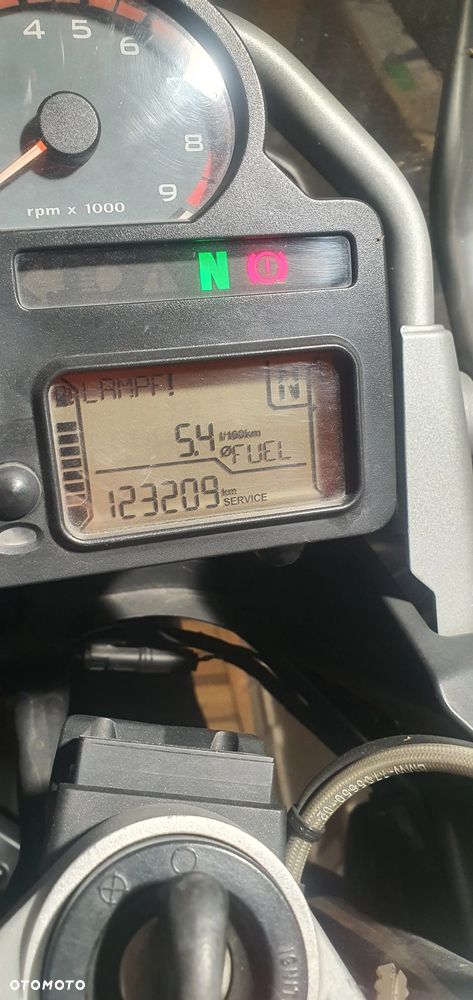 4 5 6
7
8
9
rpm x 1000
N
LAMPF! N
5.4 l/100km
ØFUEL
123209 km
SERVICE
OTOMOTO